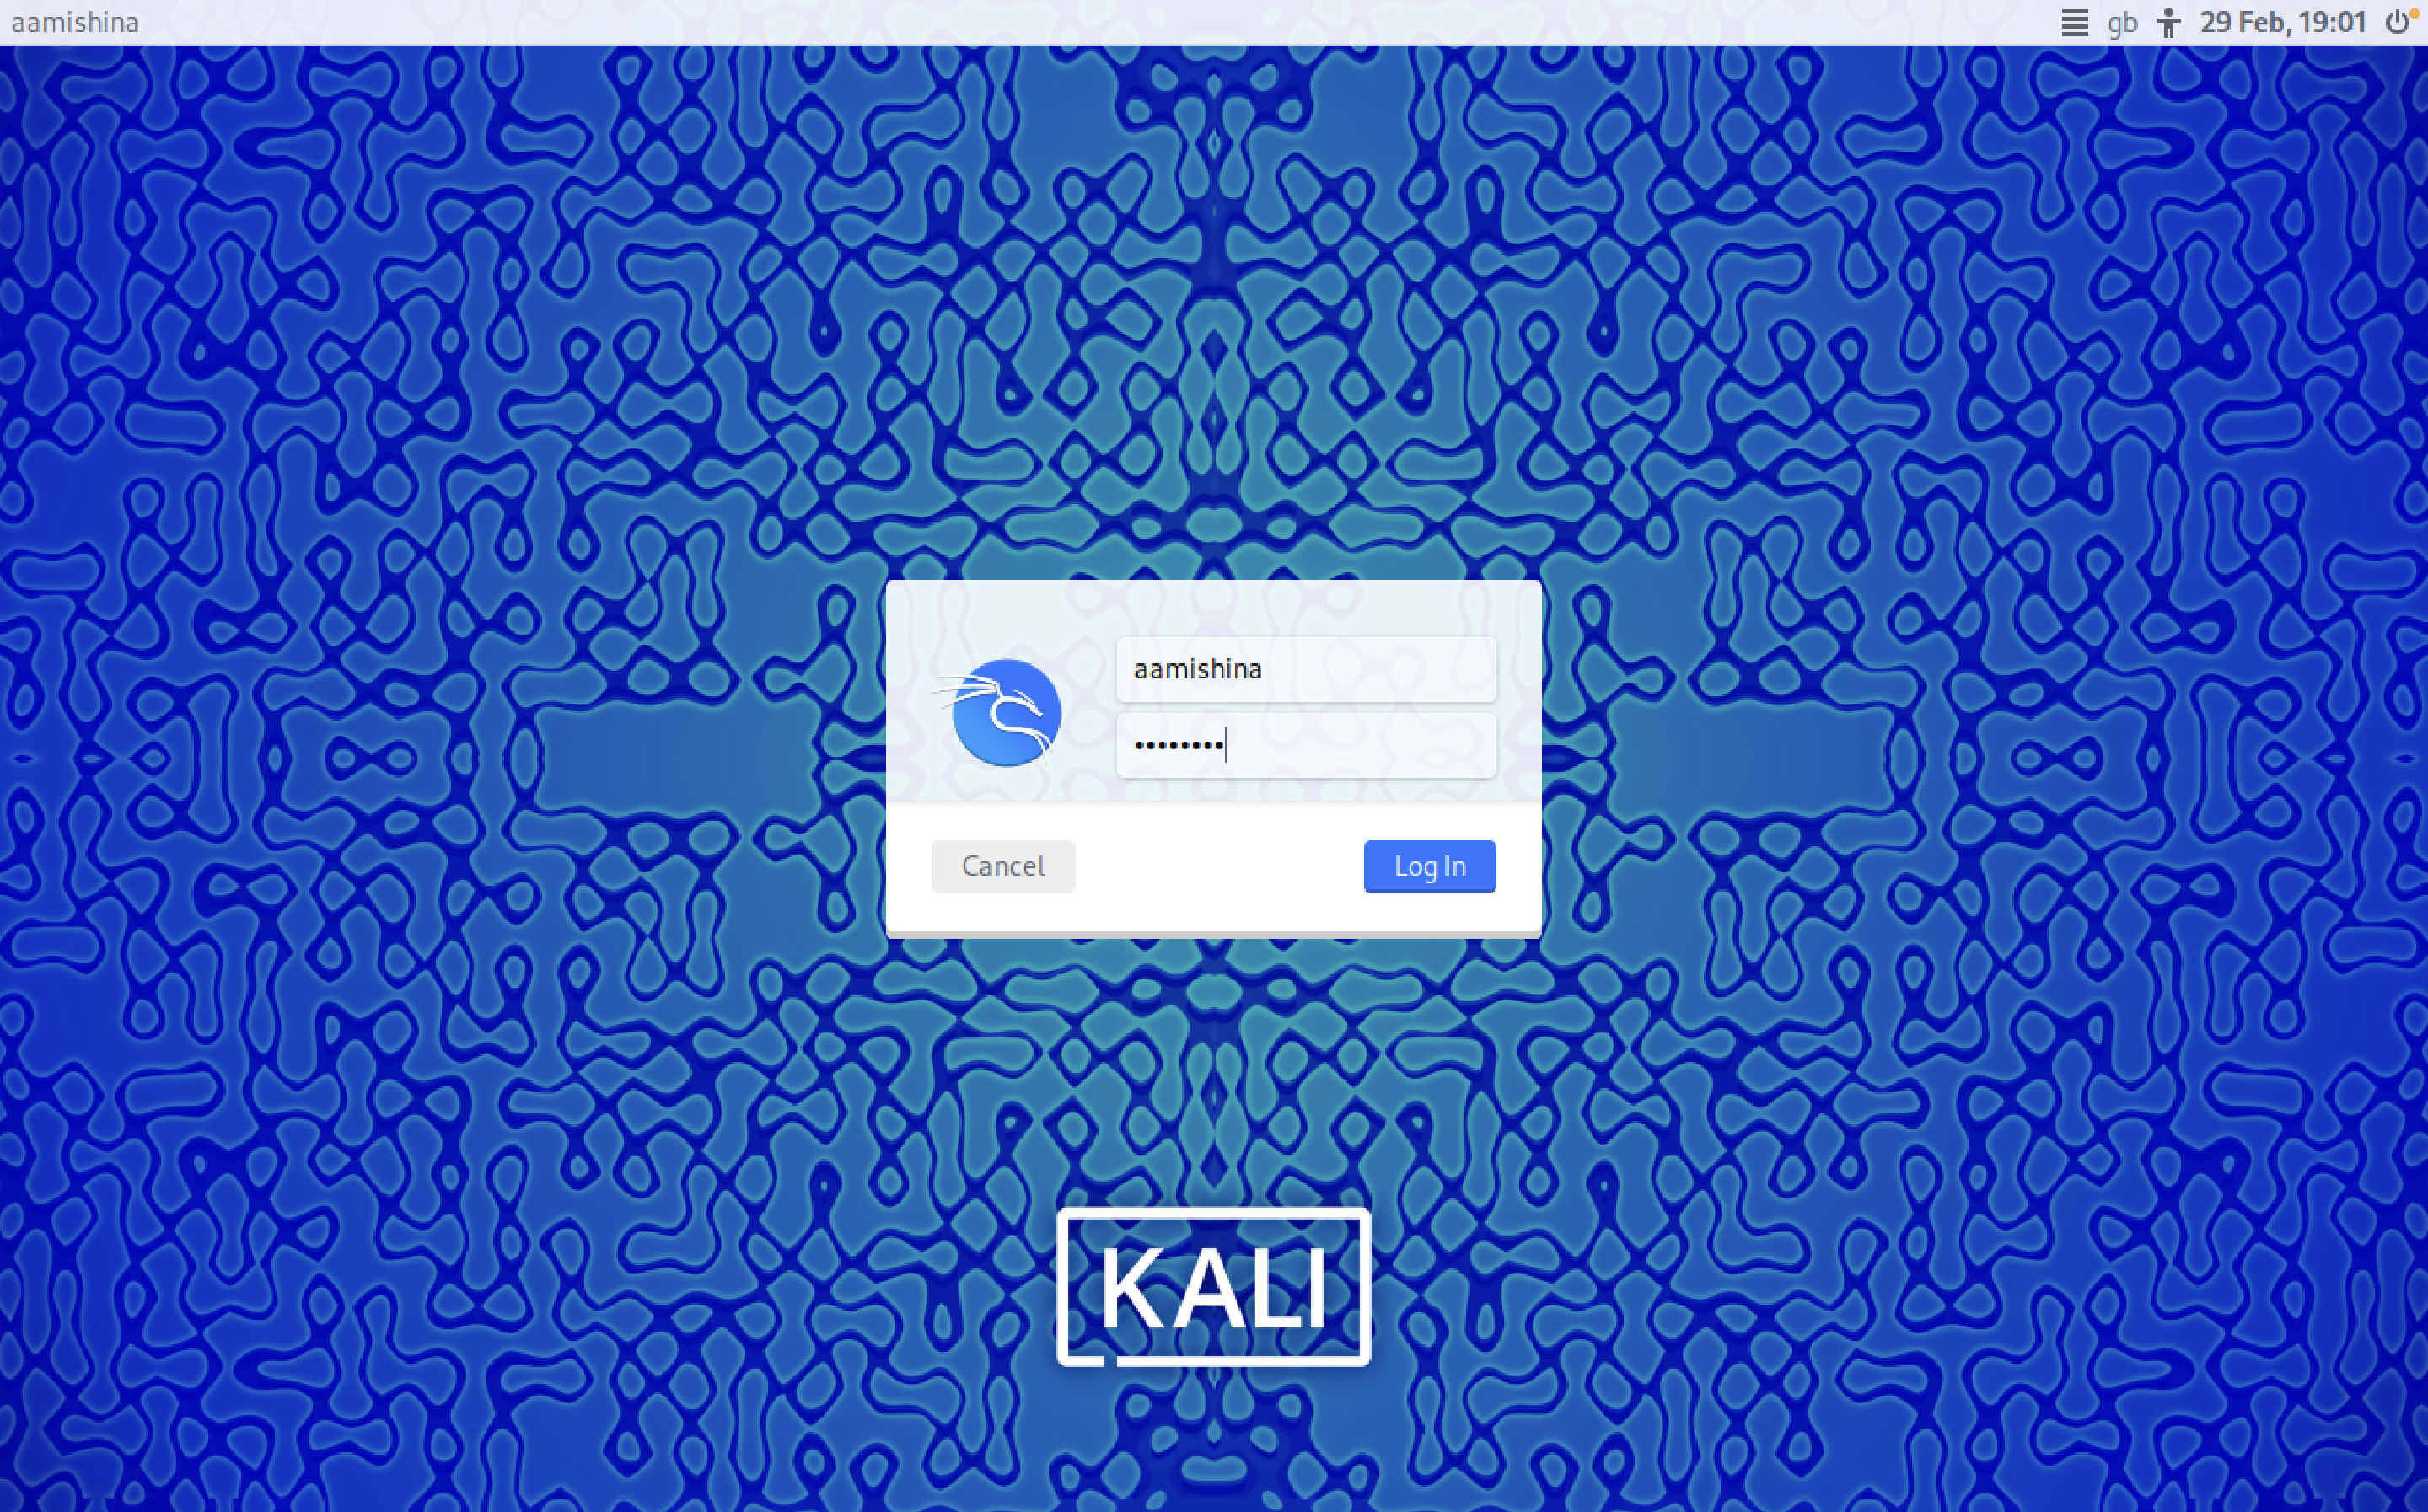 aamishina
gb 29 Feb, 19:01
aamishina
••••••••
Cancel
Log In
KALI